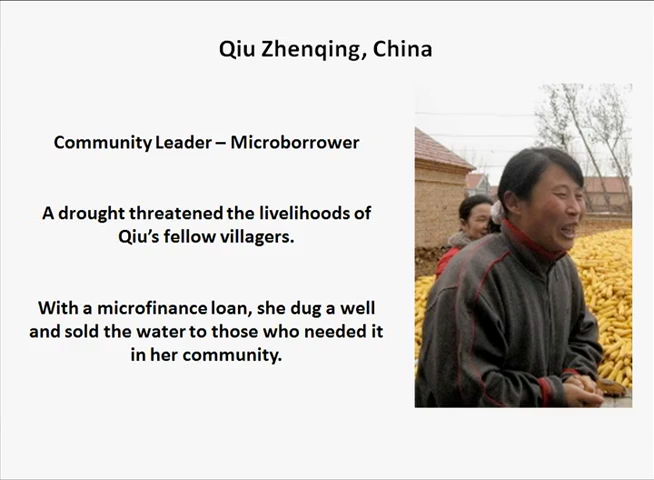 Qiu Zhenqing, China
Community Leader – Microborrower
A drought threatened the livelihoods of
Qiu’s fellow villagers.
With a microfinance loan, she dug a well
and sold the water to those who needed it
in her community.